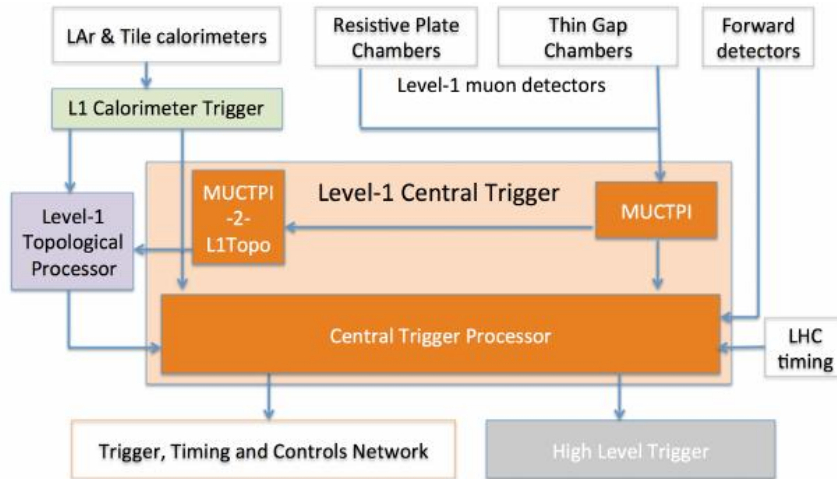 LAr & Tile calorimeters
Resistive Plate
Chambers
Thin Gap
Chambers
Forward
detectors
Level-1 muon detectors
L1 Calorimeter Trigger
Level-1 Central Trigger
MUCTPI
-2-
L1Topo
MUCTPI
Level-1
Topological
Processor
Central Trigger Processor
LHC
timing
Trigger, Timing and Controls Network
High Level Trigger